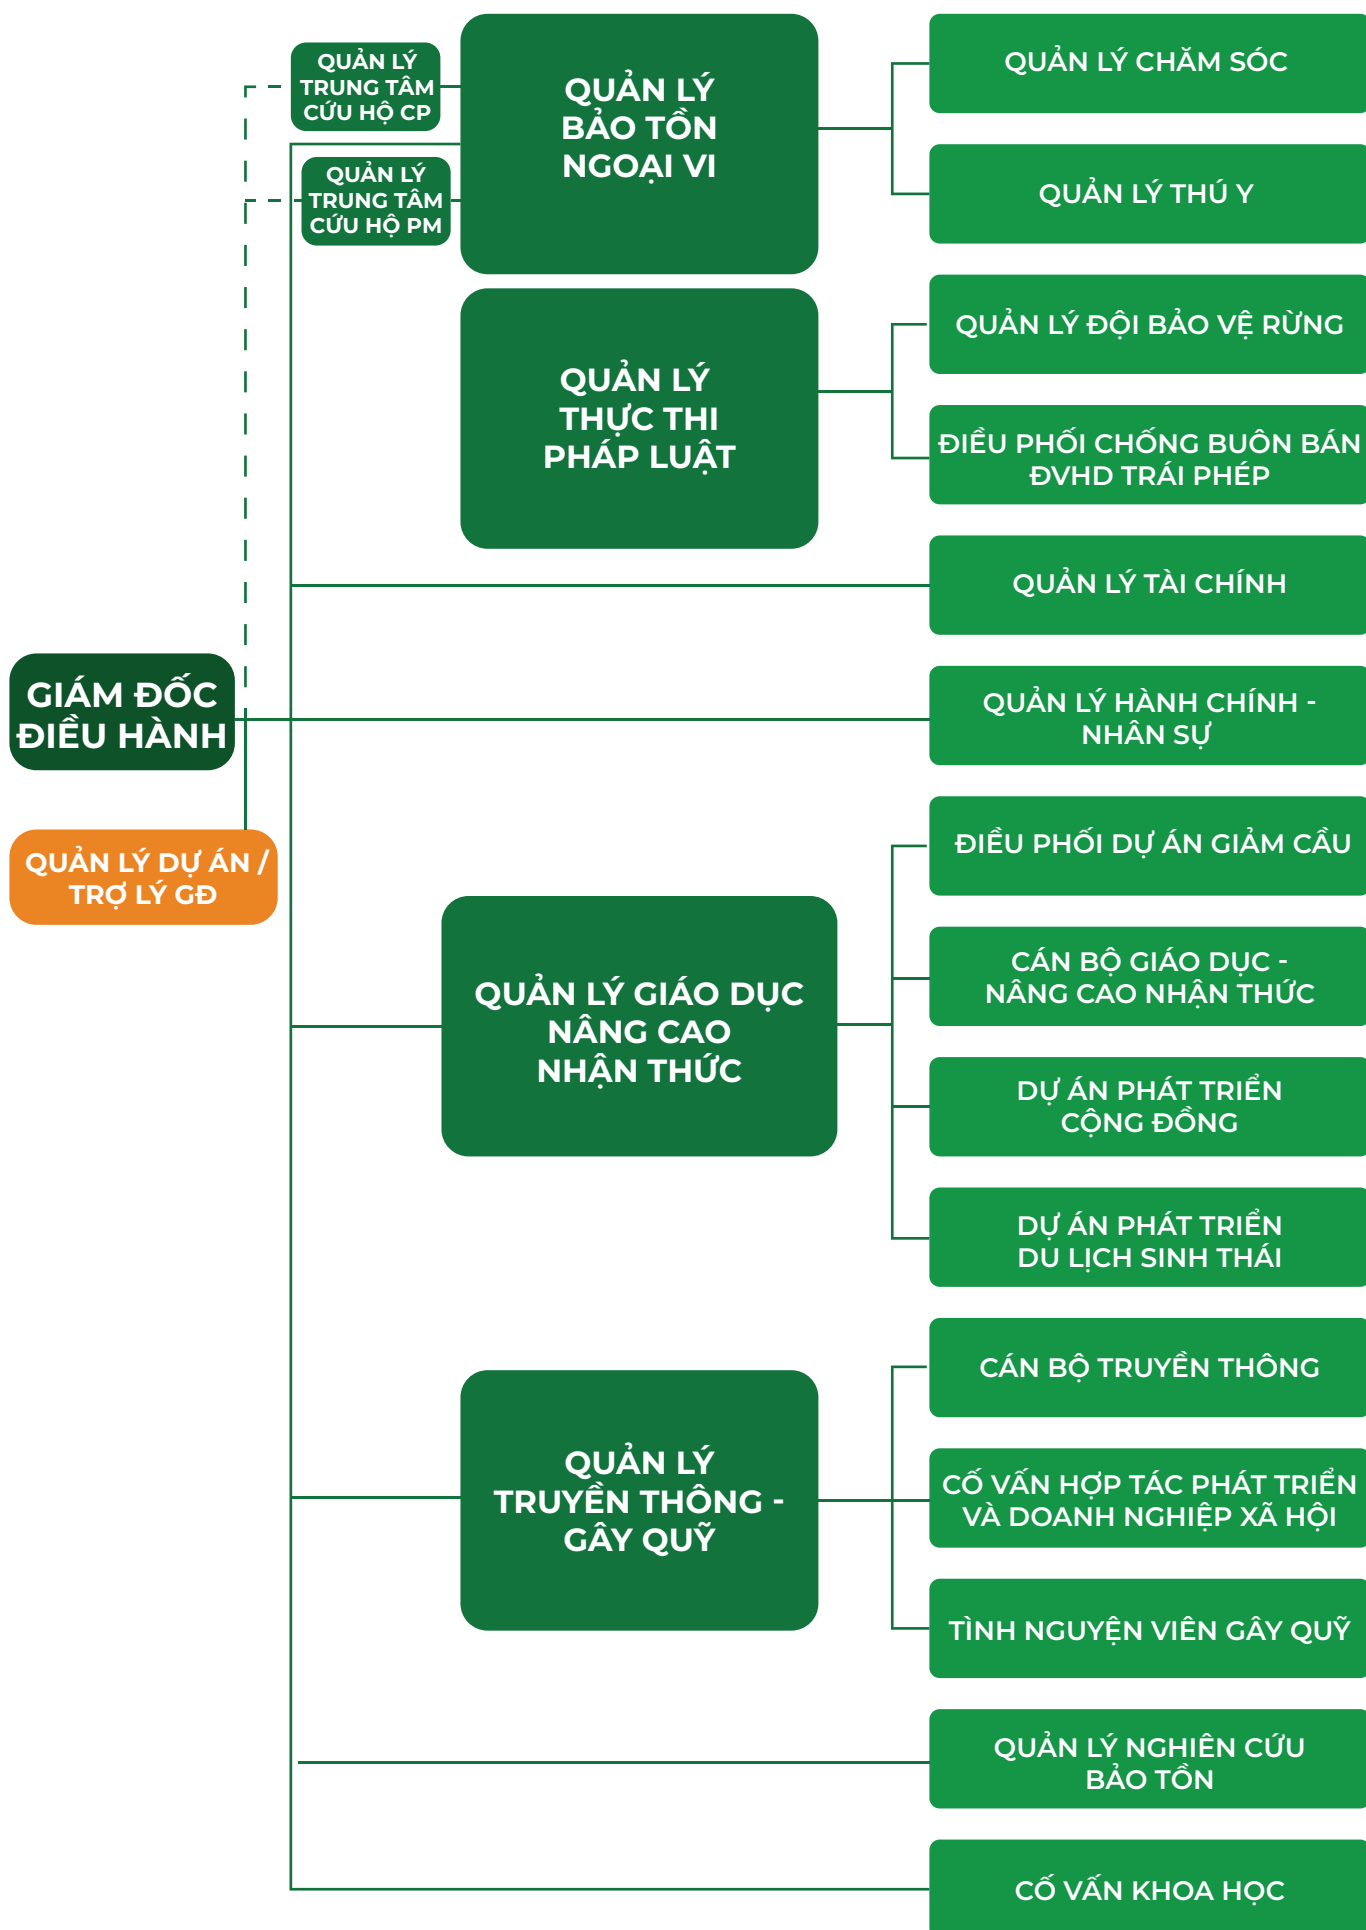 QUẢN LÝ
TRUNG TÂM
CỨU HỘ CP
QUẢN LÝ
TRUNG TÂM
CỨU HỘ PM
QUẢN LÝ
BẢO TỒN
NGOẠI VI
QUẢN LÝ CHĂM SÓC
QUẢN LÝ THÚ Y
QUẢN LÝ
THỰC THI
PHÁP LUẬT
QUẢN LÝ ĐỘI BẢO VỆ RỪNG
ĐIỀU PHỐI CHỐNG BUÔN BÁN
ĐVHD TRÁI PHÉP
QUẢN LÝ TÀI CHÍNH
GIÁM ĐỐC
ĐIỀU HÀNH
QUẢN LÝ HÀNH CHÍNH -
NHÂN SỰ
QUẢN LÝ DỰ ÁN /
TRỢ LÝ GĐ
QUẢN LÝ GIÁO DỤC
NÂNG CAO
NHẬN THỨC
ĐIỀU PHỐI DỰ ÁN GIẢM CẦU
CÁN BỘ GIÁO DỤC -
NÂNG CAO NHẬN THỨC
DỰ ÁN PHÁT TRIỂN
CỘNG ĐỒNG
DỰ ÁN PHÁT TRIỂN
DU LỊCH SINH THÁI
QUẢN LÝ
TRUYỀN THÔNG -
GÂY QUỸ
CÁN BỘ TRUYỀN THÔNG
CỐ VẤN HỢP TÁC PHÁT TRIỂN
VÀ DOANH NGHIỆP XÃ HỘI
TÌNH NGUYỆN VIÊN GÂY QUỸ
QUẢN LÝ NGHIÊN CỨU
BẢO TỒN
CỐ VẤN KHOA HỌC